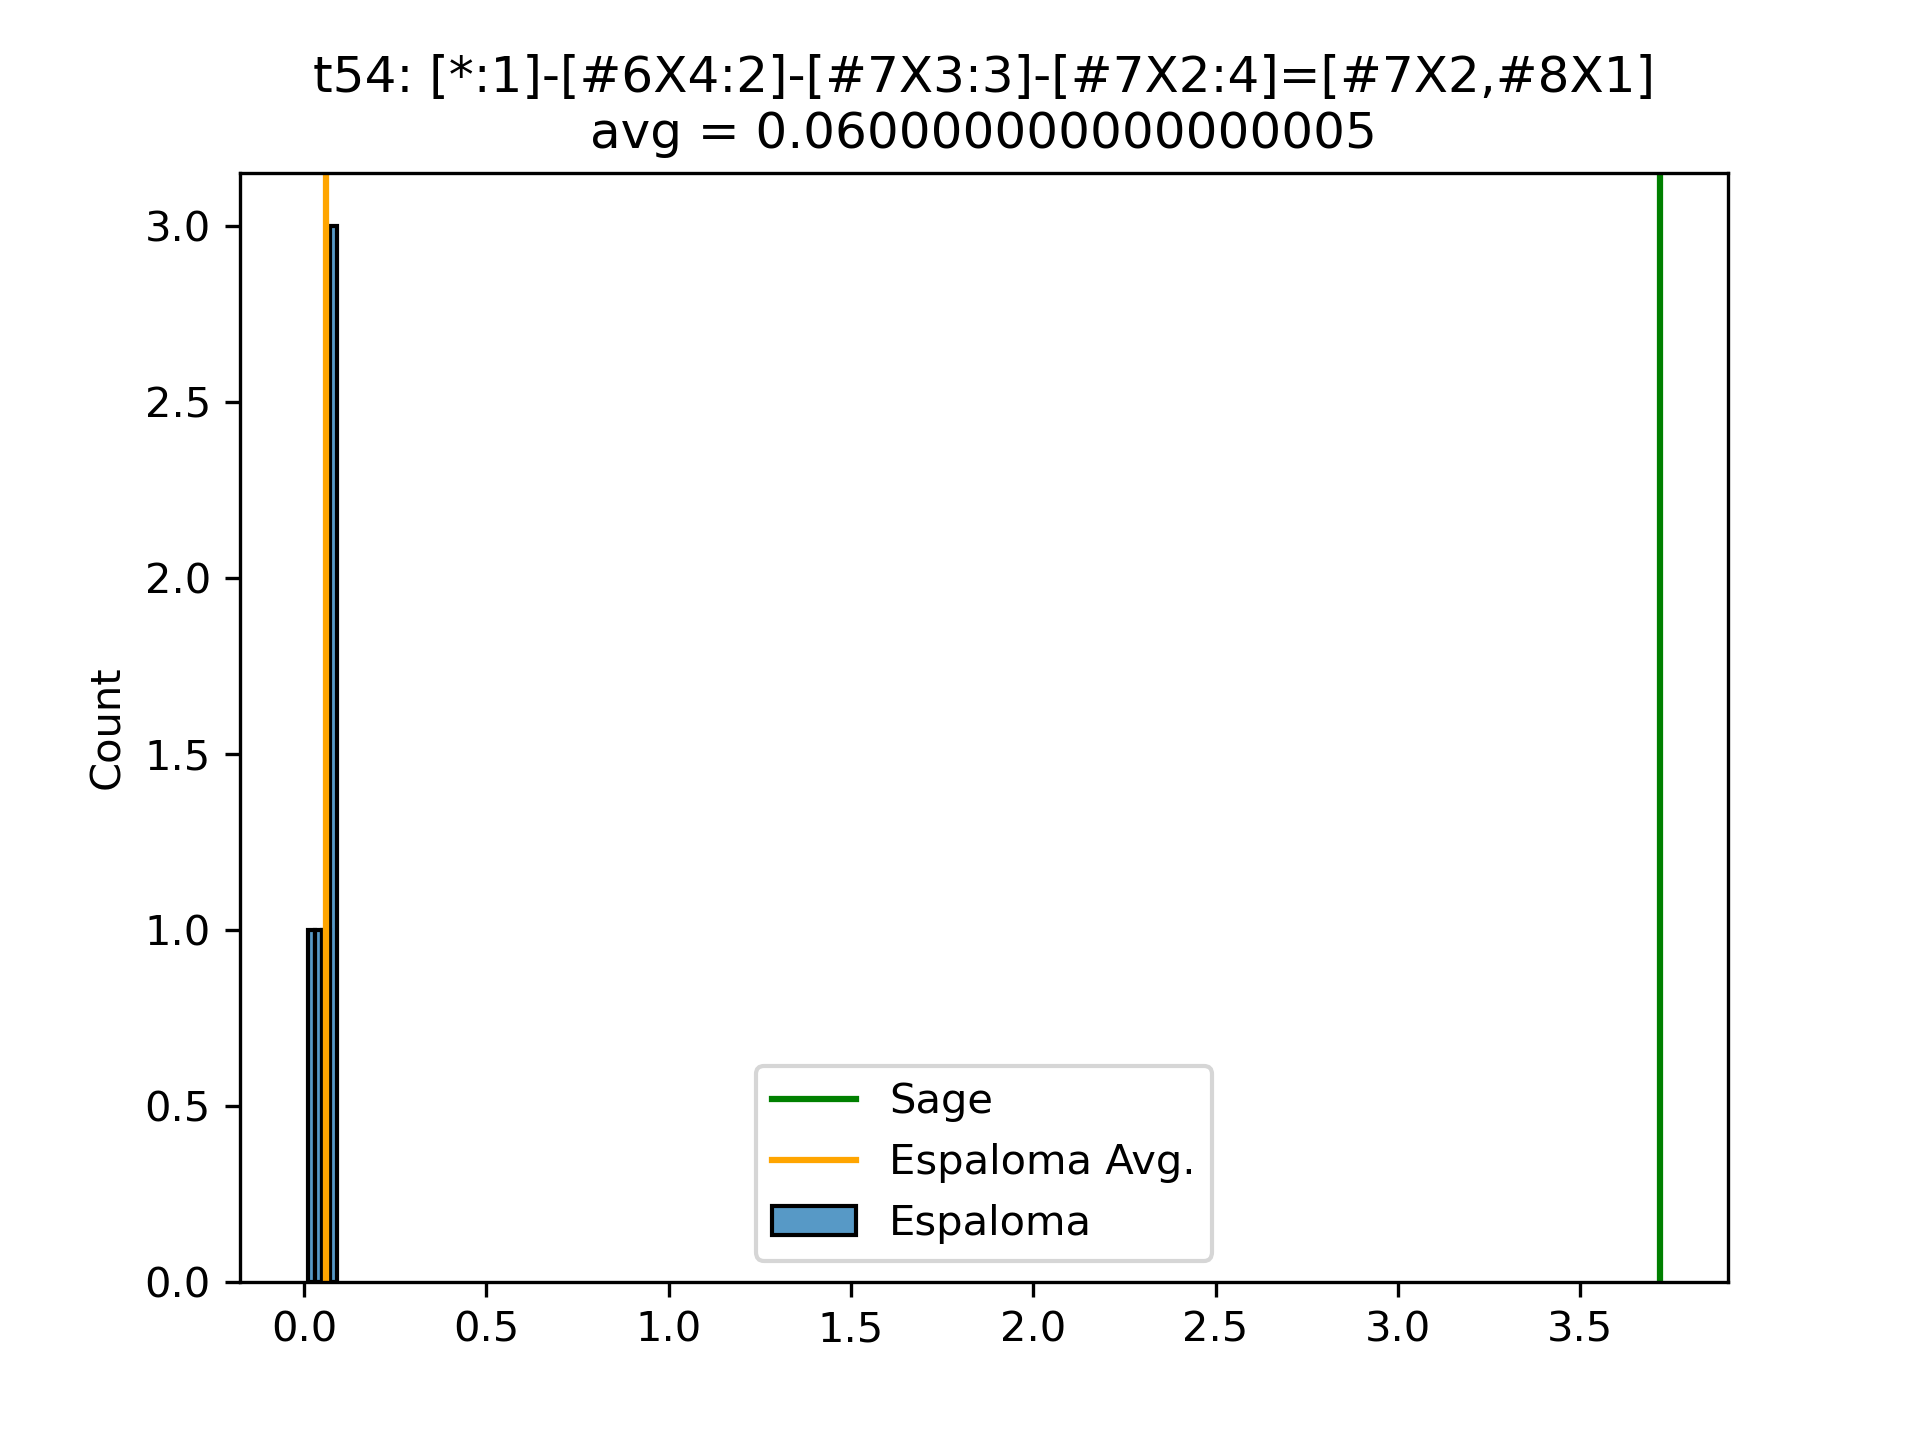 t54: [*:1]-[#6X4:2]-[#7X3:3]-[#7X2:4]=[#7X2,#8X1]
avg = 0.060000000000000005
3.0
2.5
2.0
1.5
1.0
0.5
0.0
Count
Sage
Espaloma Avg.
Espaloma
0.0 0.5 1.0 1.5 2.0 2.5 3.0 3.5